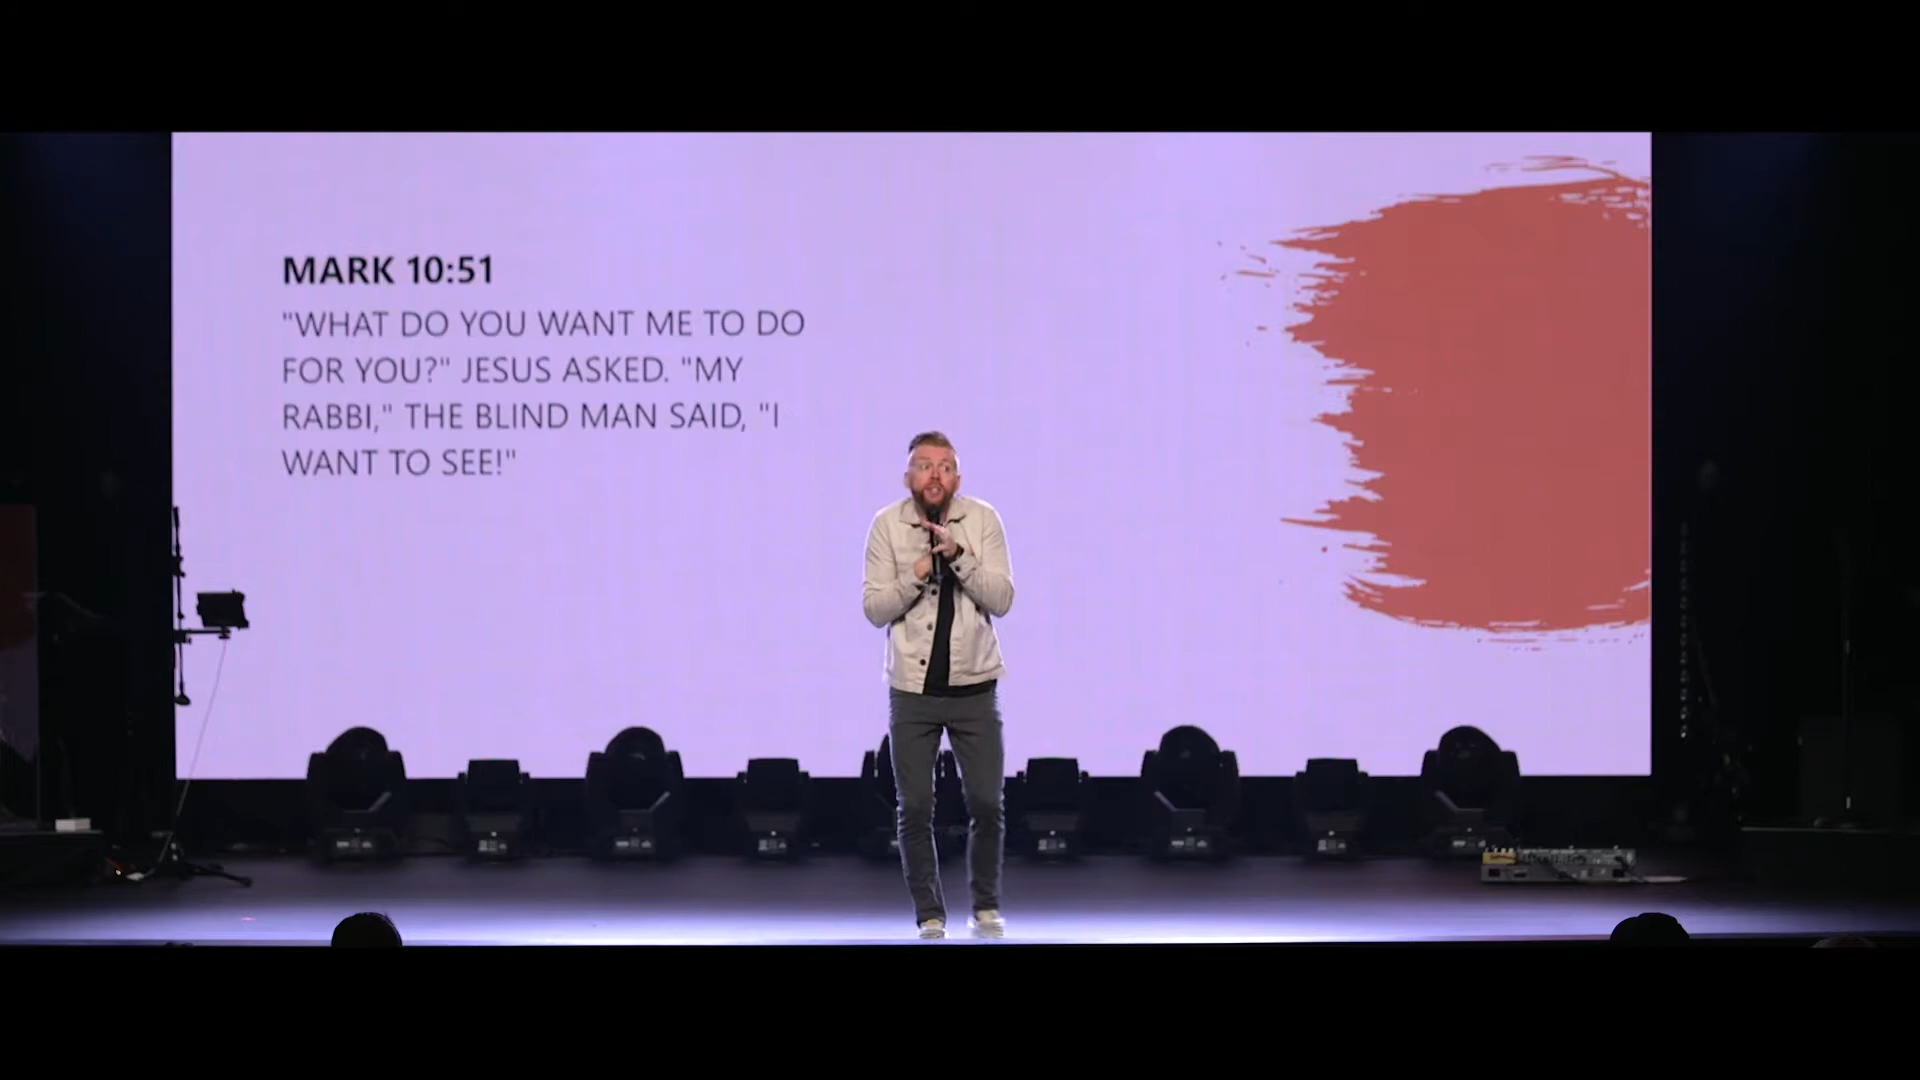 MARK 10:51
"WHAT DO YOU WANT ME TO DO
FOR YOU?" JESUS ASKED. "MY
RABBI," THE BLIND MAN SAID, "I
WANT TO SEE!"